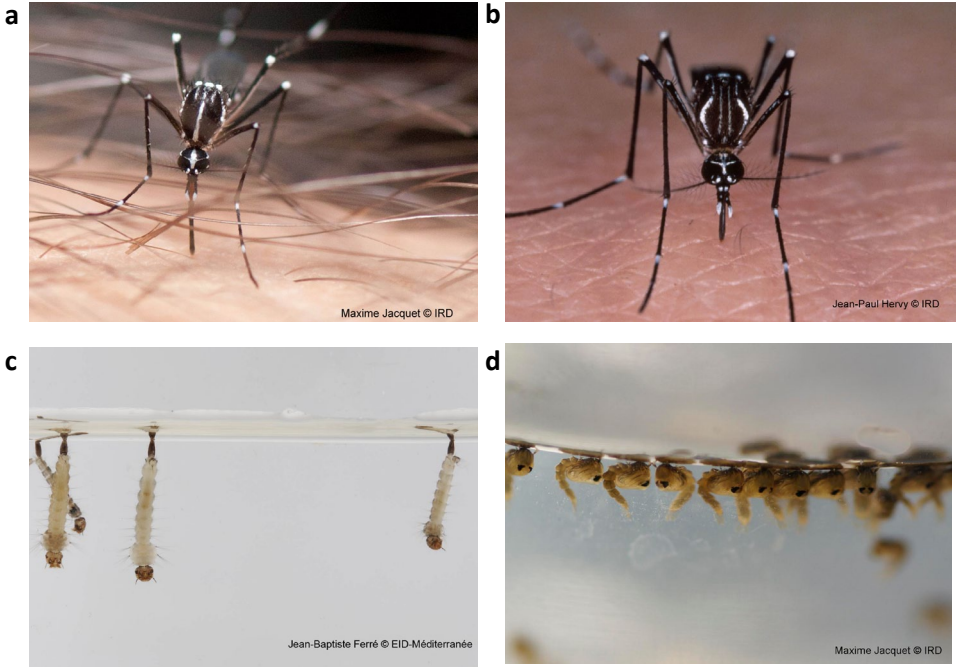 a
b
Maxime Jacquet © IRD
Jean-Paul Hervy © IRD
c
d
Jean-Baptiste Ferré © EID-Méditerranée
Maxime Jacquet © IRD